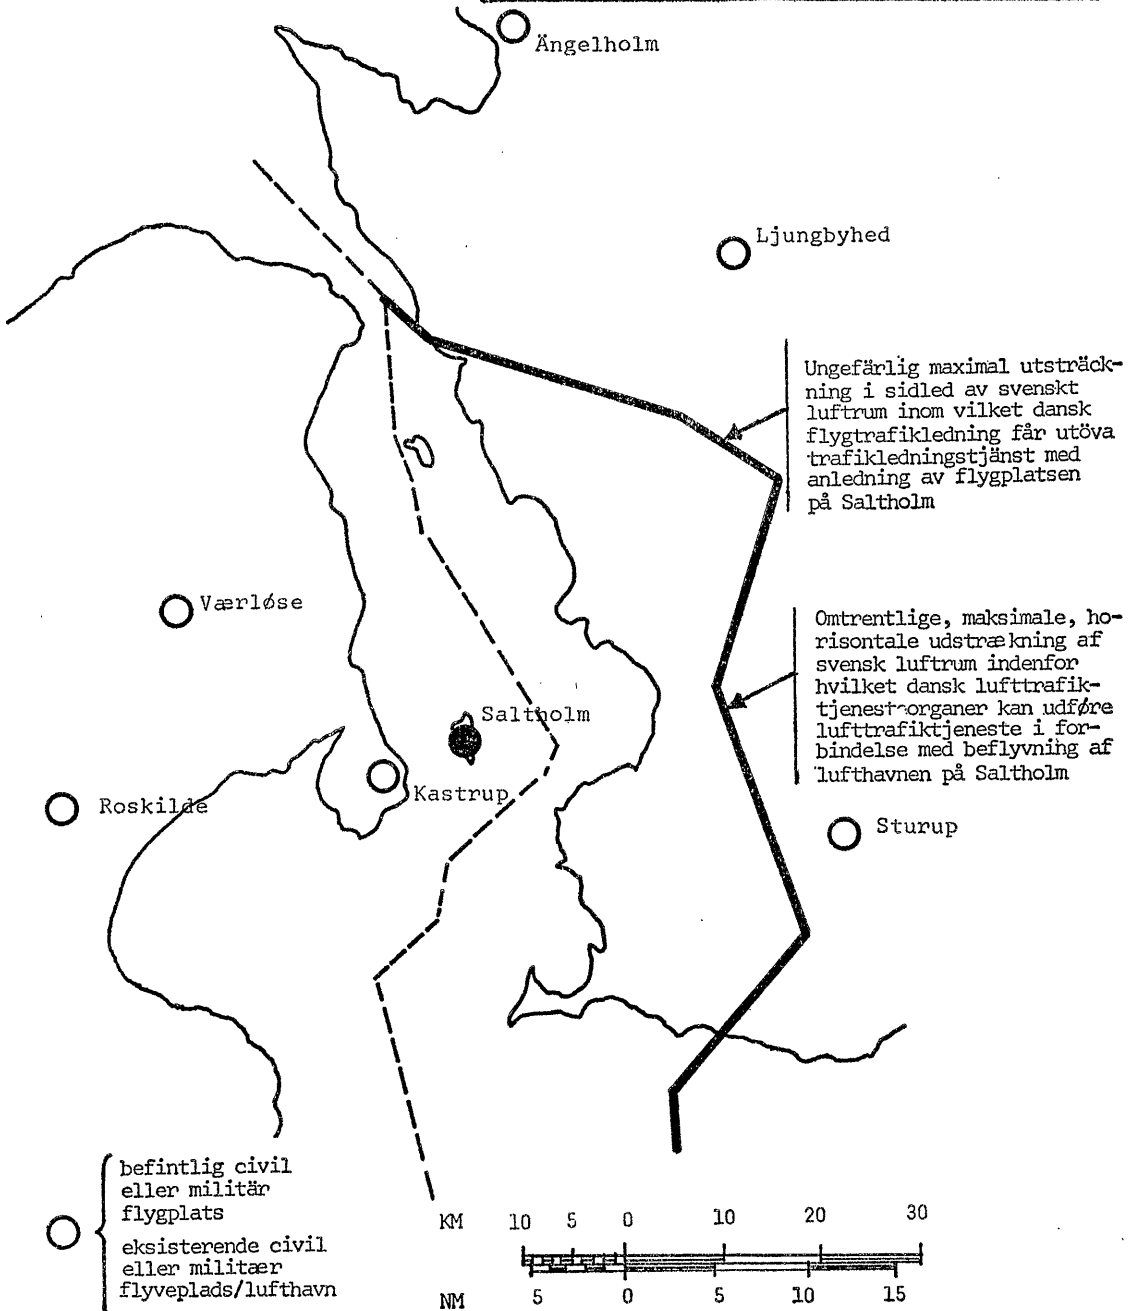 Ängelholm
Ljungbyhed
Ungefärlig maximal utsträck-
ning i sidled av svenskt
luftrum inom vilket dansk
flygtrafikledning får utöva
trafikledningstjänst med
anledning av flygplatsen
på Saltholm
Værløse
Omtrentlige, maksimale, ho-
risontale udstrækning af
svensk luftrum indenfor
hvilket dansk lufttrafik-
tjenestorganer kan udføre
lufttrafiktjeneste i for-
bindelse med beflyvning af
lufthavnen på Saltholm
Saltholm
Kastrup
Roskilde
Sturup
befintlig civil
eller militär
flygplats
eksisterende civil
eller militær
flyveplads/lufthavn
KM 10 5 0 10 20 30
NM 5 0 5 10 15